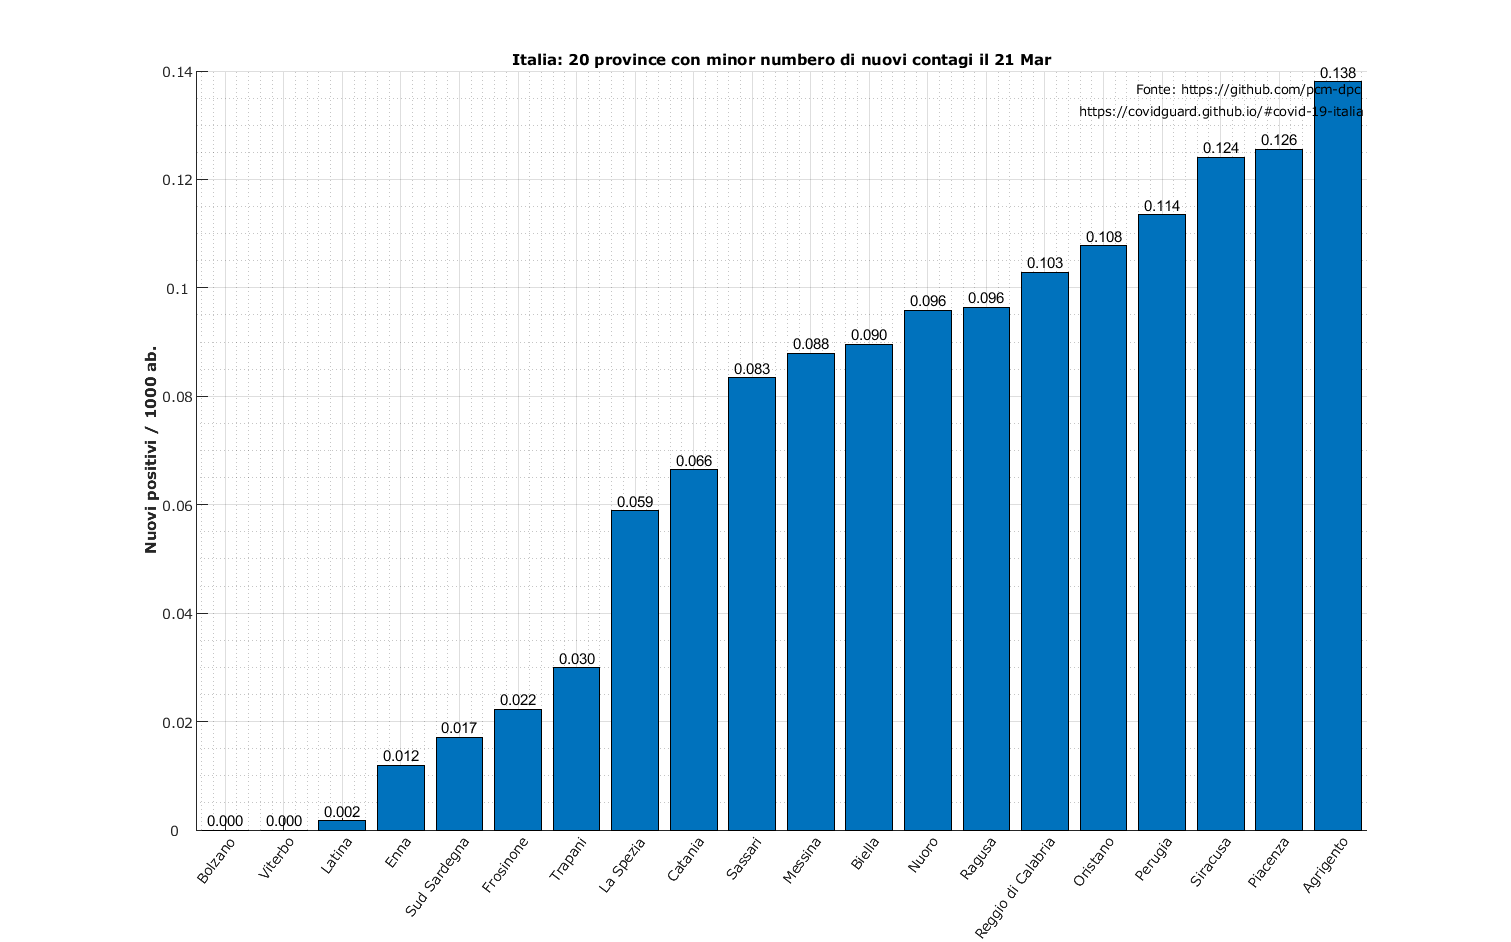 Italia: 20 province con minor numbero di nuovi contagi il 21 Mar
Fonte: https://github.com/pcm-dpc
https://covidguard.github.io/#covid-19-italia
Nuovi positivi / 1000 ab.
0.14
0.12
0.1
0.08
0.06
0.04
0.02
0
0.000
0.000
0.002
0.012
0.017
0.022
0.030
0.059
0.066
0.083
0.088
0.090
0.096
0.096
0.103
0.108
0.114
0.124
0.126
0.138
Bolzano
Viterbo
Latina
Enna
Sud Sardegna
Frosinone
Trapani
La Spezia
Catania
Sassari
Messina
Biella
Nuoro
Ragusa
Reggio di Calabria
Oristano
Perugia
Siracusa
Piacenza
Agrigento